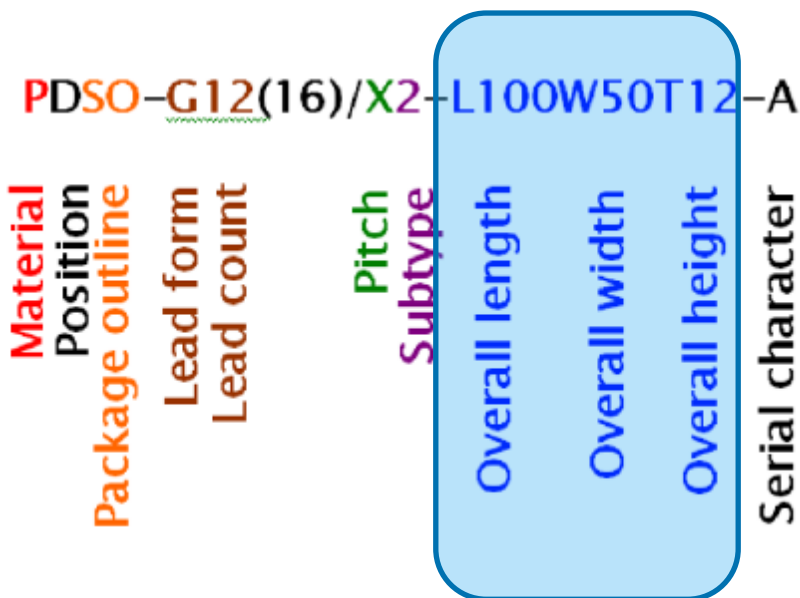 PDSO–G12(16)/X2–L100W50T12–A
Material
Position
Package outline
Lead form
Lead count
Pitch
Subtype
Overall length
Overall width
Overall height
Serial character